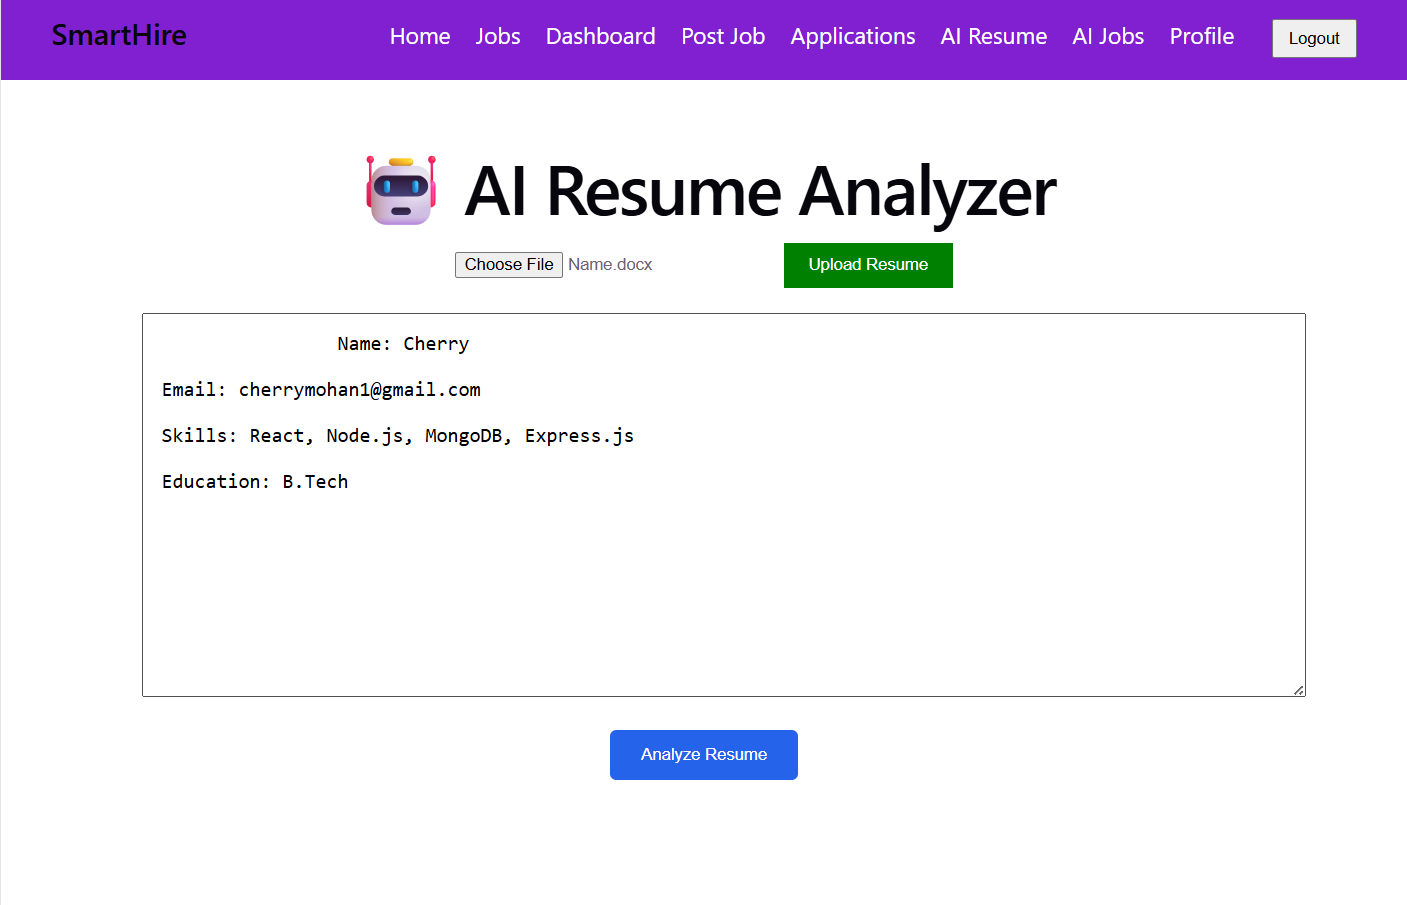 SmartHire
Home Jobs Dashboard Post Job Applications AI Resume AI Jobs Profile Logout
AI Resume Analyzer
Choose File Name.docx Upload Resume
Name: Cherry
Email: cherrymohan1@gmail.com
Skills: React, Node.js, MongoDB, Express.js
Education: B.Tech
Analyze Resume